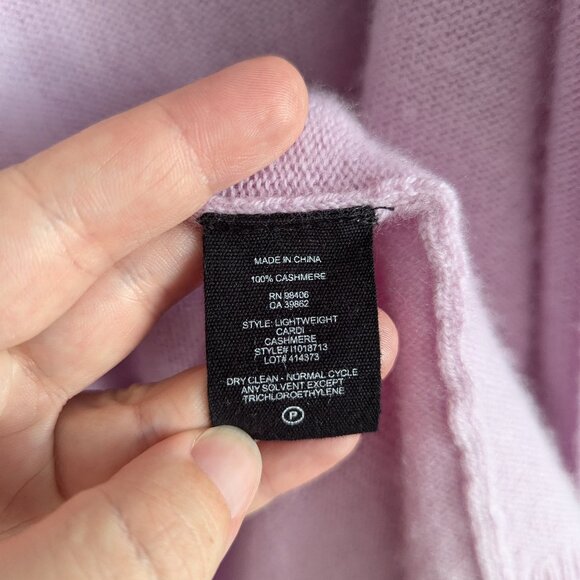 MADE IN CHINA
100% CASHMERE
RN 98406
CA 39862
STYLE: LIGHTWEIGHT
CARDI
CASHMERE
STYLE# I1018713
LOT# 414373
DRY CLEAN - NORMAL CYCLE
ANY SOLVENT EXCEPT
TRICHLOROETHYLENE
P